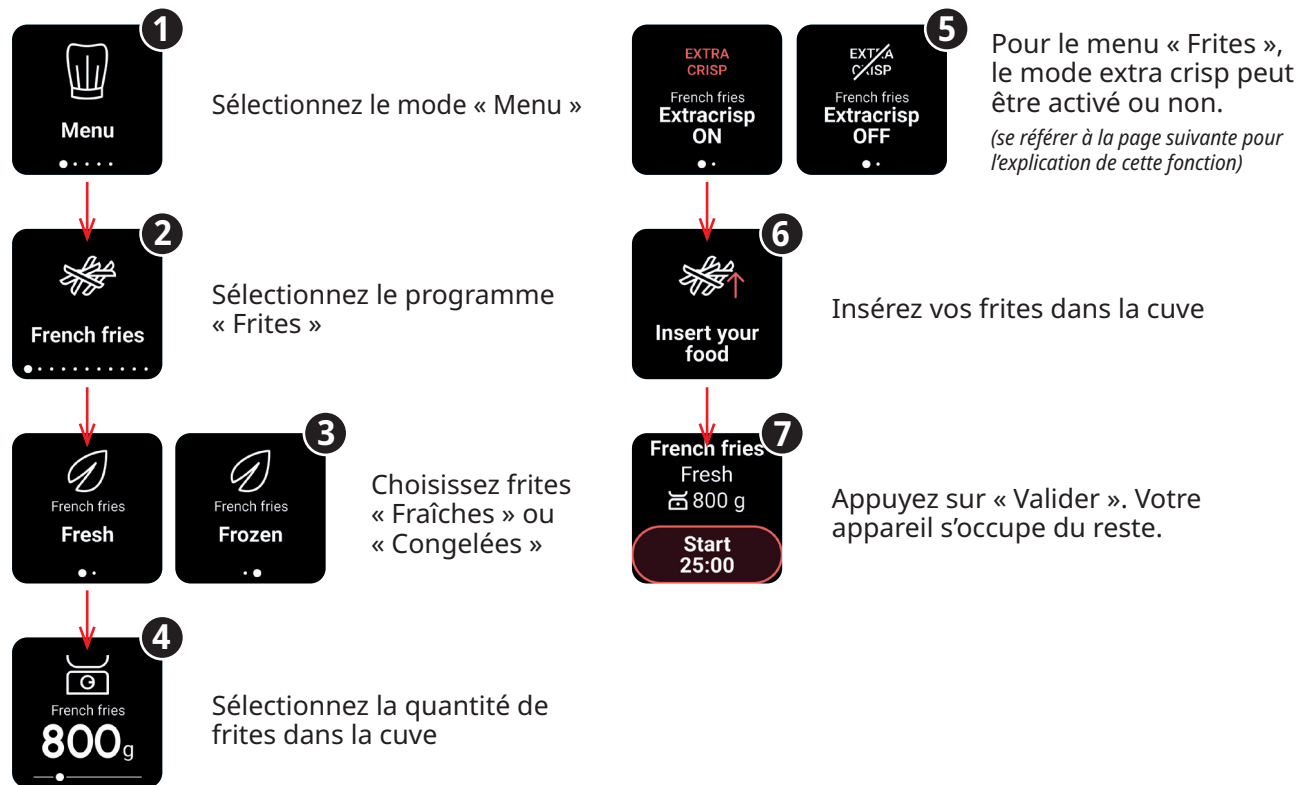 1
Menu
Sélectionnez le mode « Menu »
2
French fries
Sélectionnez le programme
« Frites »
3
French fries
Fresh
French fries
Frozen
Choisissez frites
« Fraîches » ou
« Congelées »
4
French fries
800g
Sélectionnez la quantité de
frites dans la cuve
5
EXTRA
CRISP
French fries
Extracrisp
ON
EXTRA
CRISP
French fries
Extracrisp
OFF
Pour le menu « Frites »,
le mode extra crisp peut
être activé ou non.
(se référer à la page suivante pour
l’explication de cette fonction)
6
Insert your
food
Insérez vos frites dans la cuve
7
French fries
Fresh
800 g
Start
25:00
Appuyez sur « Valider ». Votre
appareil s’occupe du reste.